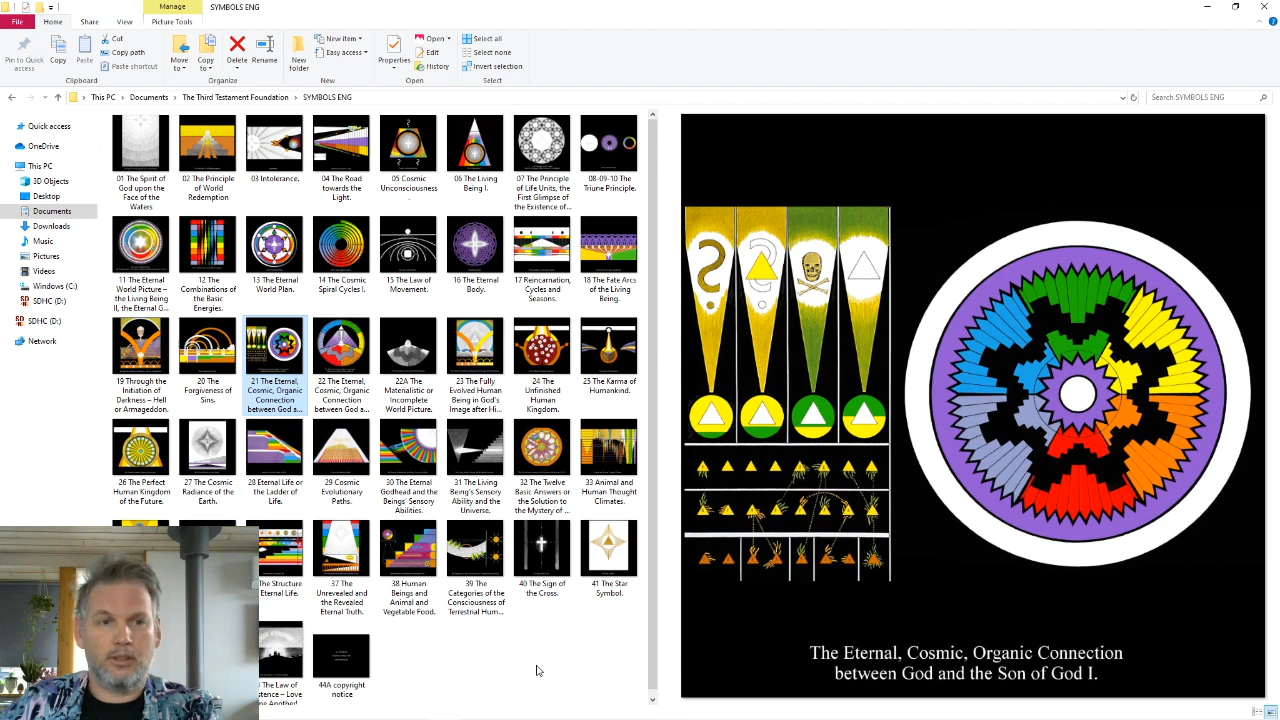 Manage
SYMBOLS ENG
File
Home
Share
View
Picture Tools
Pin to Quick
access
Copy
Paste
Cut
Copy path
Paste shortcut
Clipboard
Move
to
Copy
to
Delete
Rename
Organize
New
folder
New item
Easy access
New
Properties
Open
Edit
History
Open
Select all
Select none
Invert selection
Select
This PC
Documents
The Third Testament Foundation
SYMBOLS ENG
Search SYMBOLS ENG
Quick access
OneDrive
This PC
3D Objects
Desktop
Documents
Downloads
Music
Pictures
Videos
Windows (C:)
SDHC (D:)
SDHC (D:)
Network
01 The Spirit of
God upon the
Face of the
Waters
02 The Principle
of World
Redemption
03 Intolerance.
04 The Road
towards the
Light.
05 Cosmic
Unconsciousness
.
06 The Living
Being I.
07 The Principle
of Life Units, the
First Glimpse of
the Existence of...
08-09-10 The
Triune Principle.
11 The Eternal
World Picture –
the Living Being
II, the Eternal G...
12 The
Combinations of
the Basic
Energies.
13 The Eternal
World Plan.
14 The Cosmic
Spiral Cycles I.
15 The Law of
Movement.
16 The Eternal
Body.
17 Reincarnation,
Cycles and
Seasons.
18 The Fate Arcs
of the Living
Being.
19 Through the
Initiation of
Darkness – Hell
or Armageddon.
20 The
Forgiveness of
Sins.
21 The Eternal,
Cosmic, Organic
Connection
between God a...
22 The Eternal,
Cosmic, Organic
Connection
between God a...
22A The
Materialistic or
Incomplete
World Picture.
23 The Fully
Evolved Human
Being in God's
Image after Hi...
24 The
Unfinished
Human
Kingdom.
25 The Karma of
Humankind.
26 The Perfect
Human Kingdom
of the Future.
27 The Cosmic
Radiance of the
Earth.
28 Eternal Life or
the Ladder of
Life.
29 Cosmic
Evolutionary
Paths.
30 The Eternal
Godhead and the
Beings' Sensory
Abilities.
31 The Living
Being's Sensory
Ability and the
Universe.
32 The Twelve
Basic Answers or
the Solution to
the Mystery of ...
33 Animal and
Human Thought
Climates.
The Structure
Eternal Life.
37 The
Unrevealed and
the Revealed
Eternal Truth.
38 Human
Beings and
Animal and
Vegetable Food.
39 The
Categories of the
Consciousness of
Terrestrial Hum...
40 The Sign of
the Cross.
41 The Star
Symbol.
The Law of
44A copyright
notice
The Eternal, Cosmic, Organic Connection
between God and the Son of God I.